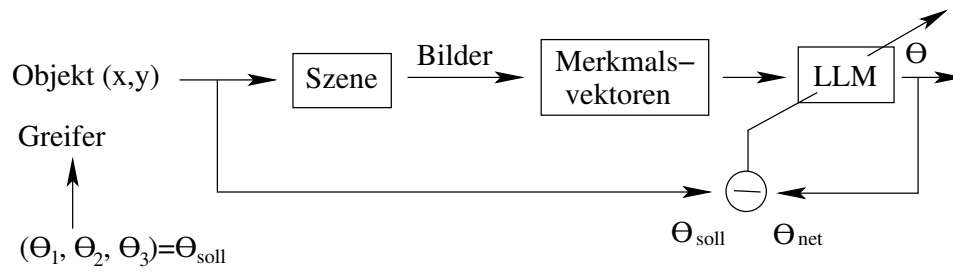 Objekt (x,y)
Szene
Bilder
Merkmals−
vektoren
LLM
Θ
Greifer
(Θ1, Θ2, Θ3)=Θsoll
Θsoll
−
Θnet